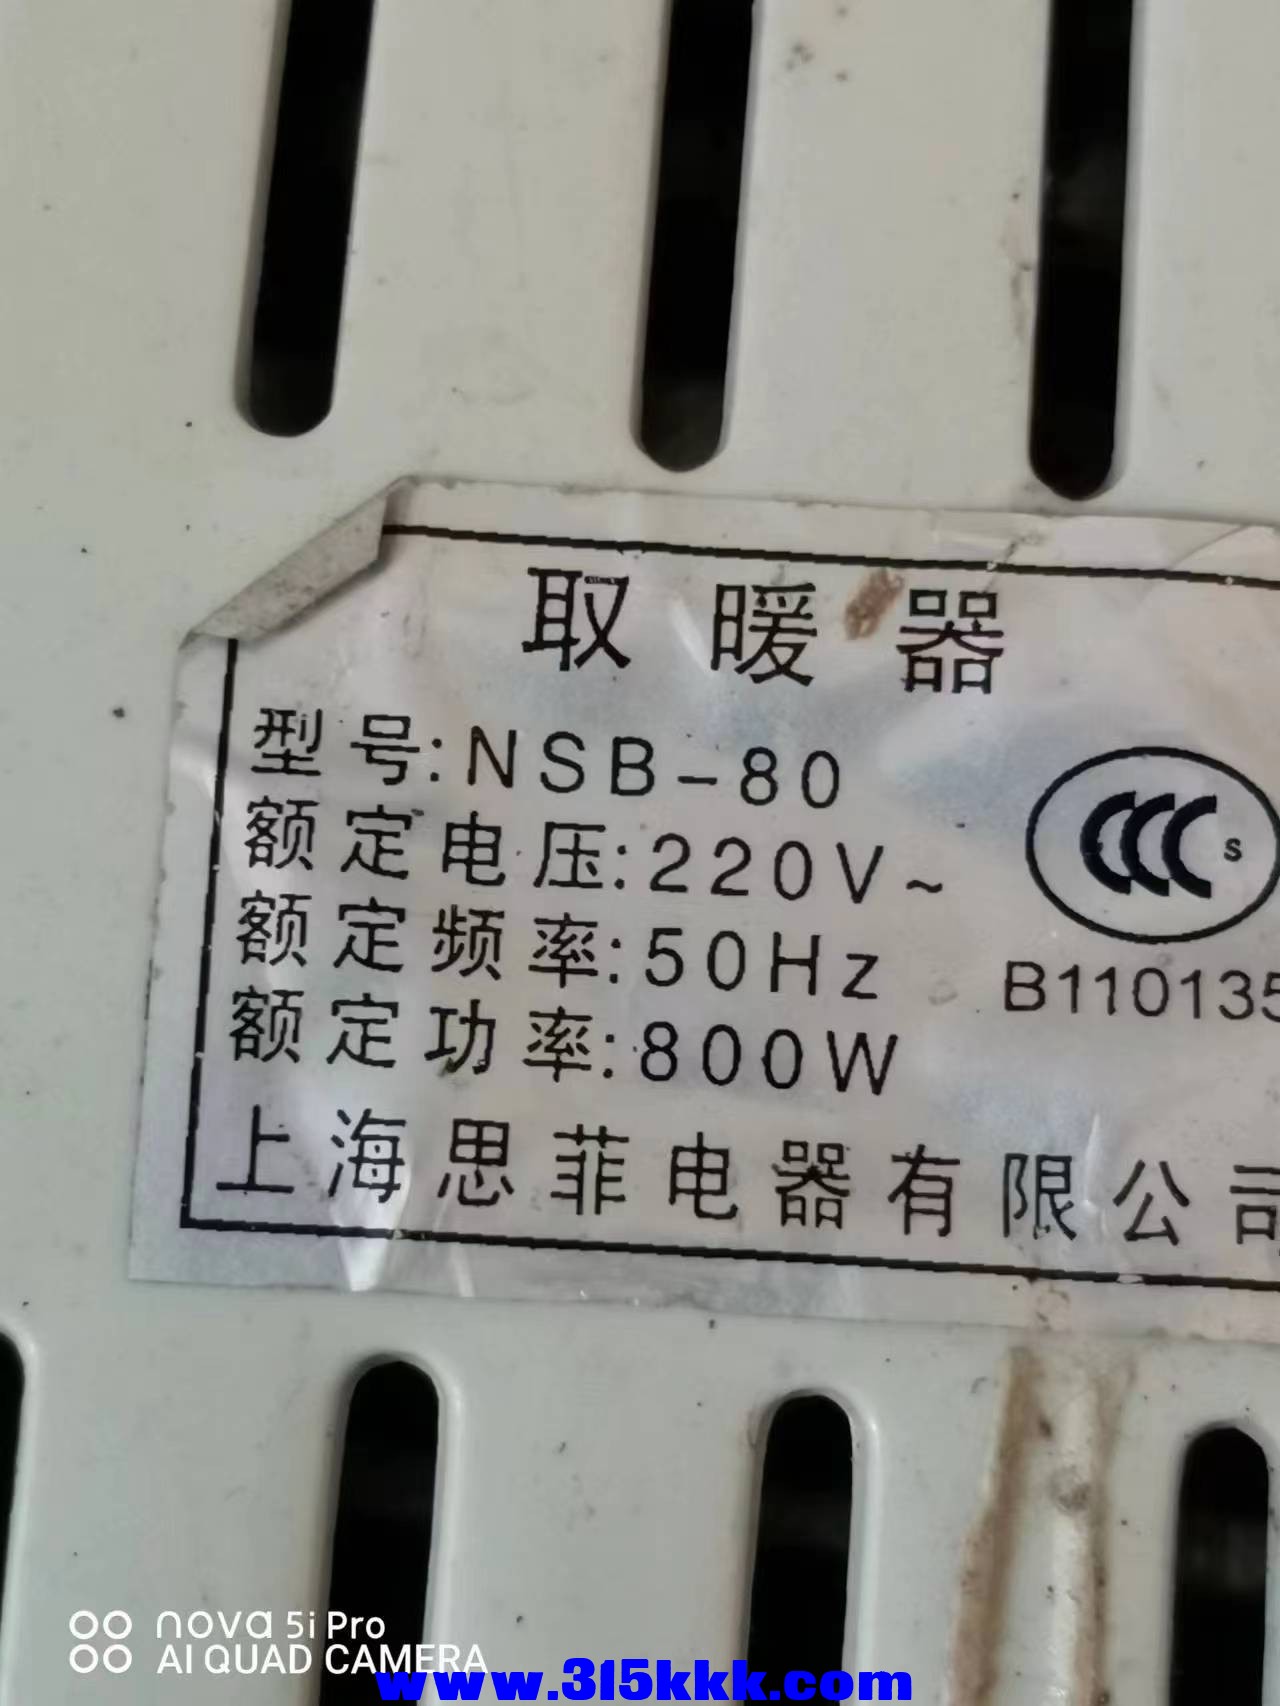 取暖器
型号:NSB-80
额定电压:220V~
额定频率:50Hz
额定功率:800W
CCC S
B110135
上海思菲电器有限公司
nova 5i Pro
AI QUAD CAMERA
www.315kkk.com